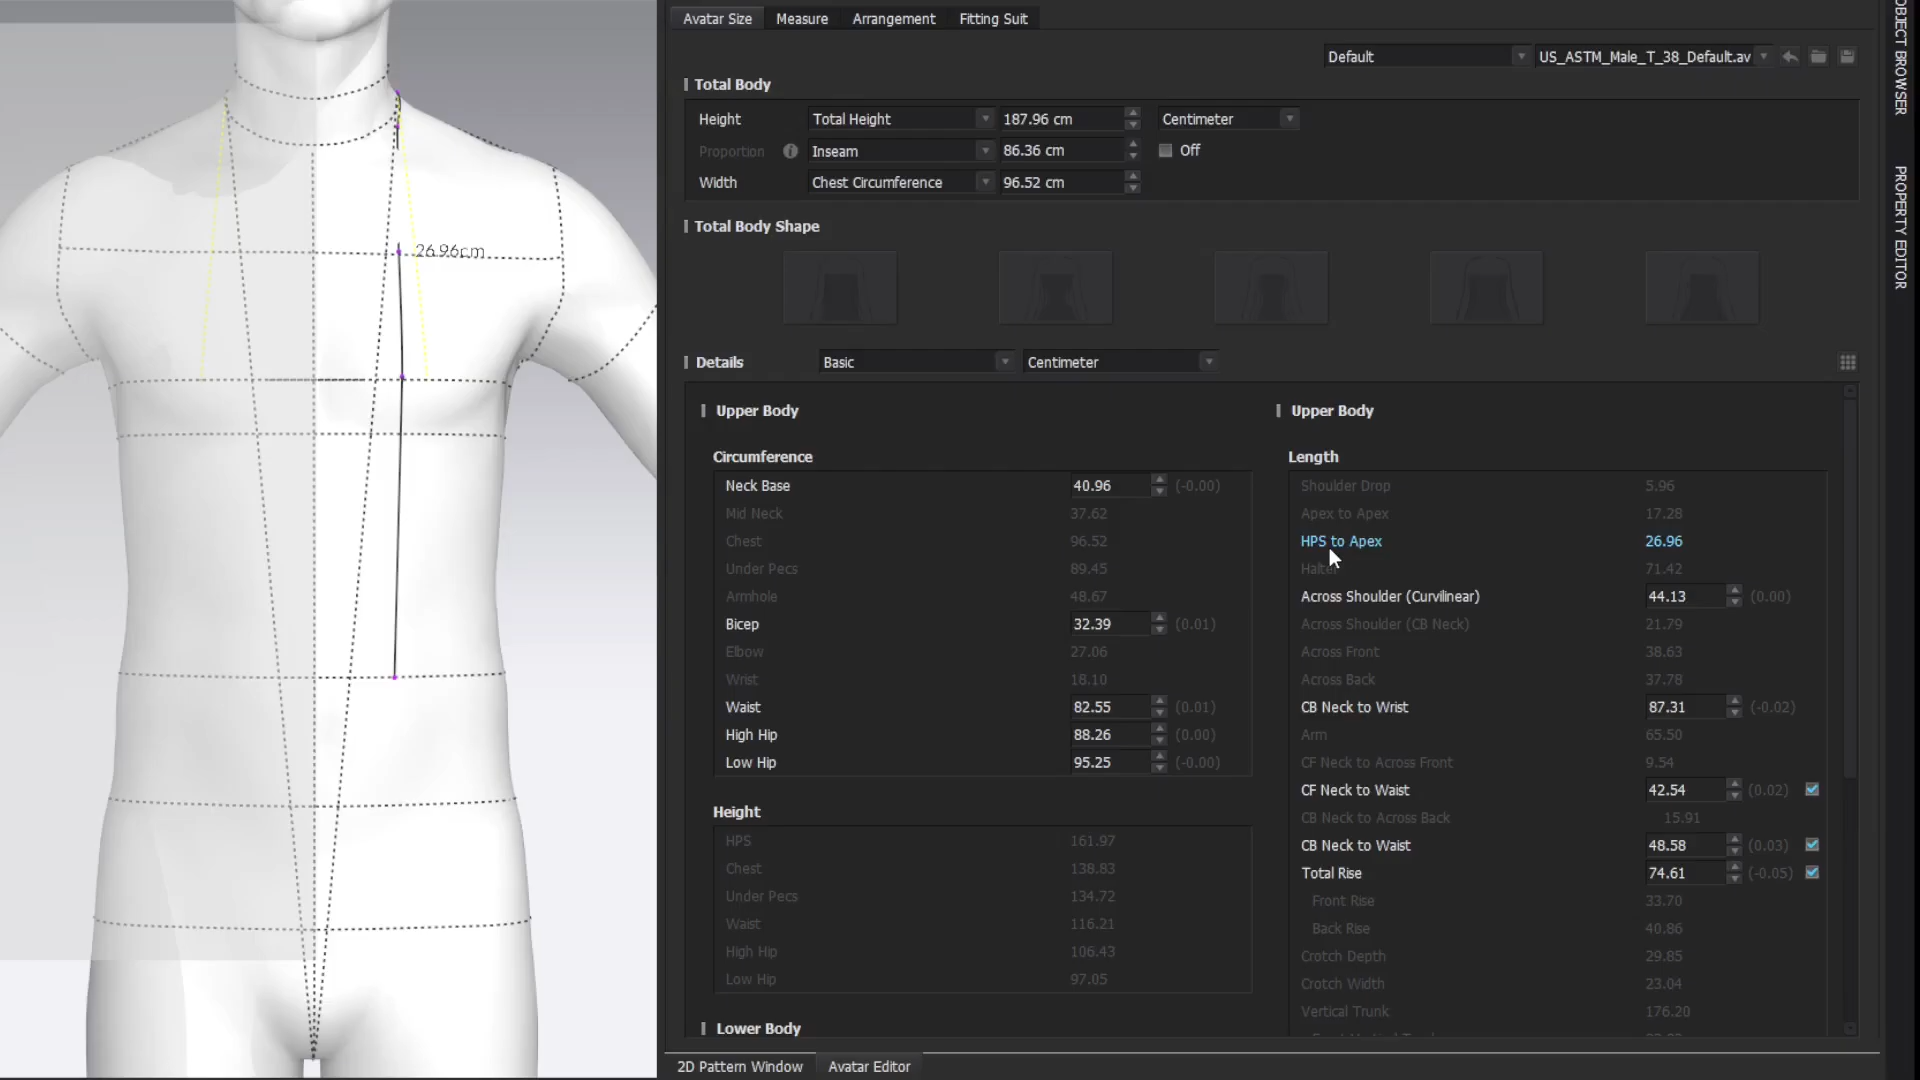 Avatar Size Measure Arrangement Fitting Suit
OBJECT BROWSER
Default US_ASTM_Male_T_38_Default.av
Total Body
Height Total Height 187.96 cm Centimeter
Proportion Inseam 86.36 cm Off
Width Chest Circumference 96.52 cm
PROPERTY EDITOR
Total Body Shape
26.96cm
Details Basic Centimeter
Upper Body
Circumference
Neck Base 40.96 (-0.00)
Mid Neck 37.62
Chest 96.52
Under Pecs 89.45
Armhole 48.67
Bicep 32.39 (0.01)
Elbow 27.06
Wrist 18.10
Waist 82.55 (0.01)
High Hip 88.26 (0.00)
Low Hip 95.25 (-0.00)
Height
HPS 161.97
Chest 138.83
Under Pecs 134.72
Waist 116.21
High Hip 106.43
Low Hip 97.05
Lower Body
Upper Body
Length
Shoulder Drop 5.96
Apex to Apex 17.28
HPS to Apex 26.96
Halter 71.42
Across Shoulder (Curvilinear) 44.13 (0.00)
Across Shoulder (CB Neck) 21.79
Across Front 38.63
Across Back 37.78
CB Neck to Wrist 87.31 (-0.02)
Arm 65.50
CF Neck to Across Front 9.54
CF Neck to Waist 42.54 (0.02)
CB Neck to Across Back 15.91
CB Neck to Waist 48.58 (0.03)
Total Rise 74.61 (-0.05)
Front Rise 33.70
Back Rise 40.86
Crotch Depth 29.85
Crotch Width 23.04
Vertical Trunk 176.20
2D Pattern Window Avatar Editor